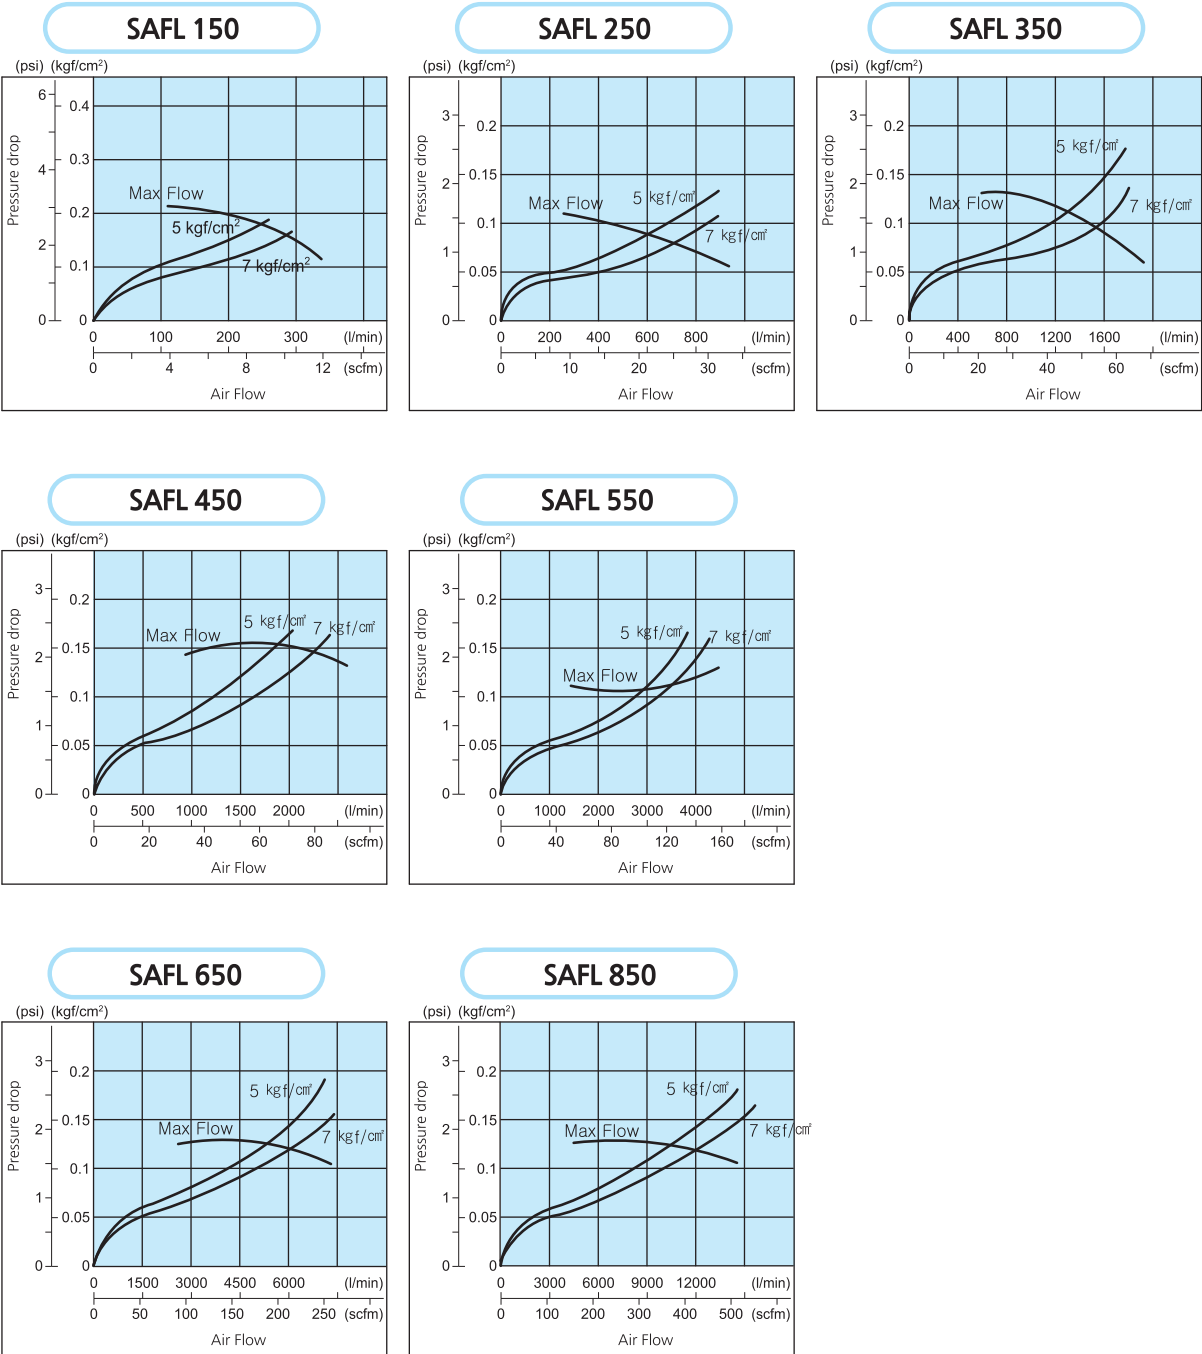 SAFL 150
(psi) (kgf/cm²)
Pressure drop
6
4
2
0
0.4
0.3
0.2
0.1
0
Max Flow
5 kgf/cm²
7 kgf/cm²
0 100 200 300 (l/min)
0 4 8 12 (scfm)
Air Flow
SAFL 250
(psi) (kgf/cm²)
Pressure drop
3
2
1
0
0.2
0.15
0.1
0.05
0
5 kgf/㎠
Max Flow
7 kgf/㎠
0 200 400 600 800 (l/min)
0 10 20 30 (scfm)
Air Flow
SAFL 350
(psi) (kgf/cm²)
Pressure drop
3
2
1
0
0.2
0.15
0.1
0.05
0
5 kgf/㎠
Max Flow
7 kgf/㎠
0 400 800 1200 1600 (l/min)
0 20 40 60 (scfm)
Air Flow
SAFL 450
(psi) (kgf/cm²)
Pressure drop
3
2
1
0
0.2
0.15
0.1
0.05
0
5 kgf/㎠
7 kgf/㎠
Max Flow
0 500 1000 1500 2000 (l/min)
0 20 40 60 80 (scfm)
Air Flow
SAFL 550
(psi) (kgf/cm²)
Pressure drop
3
2
1
0
0.2
0.15
0.1
0.05
0
5 kgf/㎠
7 kgf/㎠
Max Flow
0 1000 2000 3000 4000 (l/min)
0 40 80 120 160 (scfm)
Air Flow
SAFL 650
(psi) (kgf/cm²)
Pressure drop
3
2
1
0
0.2
0.15
0.1
0.05
0
5 kgf/㎠
Max Flow
7 kgf/㎠
0 1500 3000 4500 6000 (l/min)
0 50 100 150 200 250 (scfm)
Air Flow
SAFL 850
(psi) (kgf/cm²)
Pressure drop
3
2
1
0
0.2
0.15
0.1
0.05
0
5 kgf/㎠
Max Flow
7 kgf/㎠
0 3000 6000 9000 12000 (l/min)
0 100 200 300 400 500 (scfm)
Air Flow